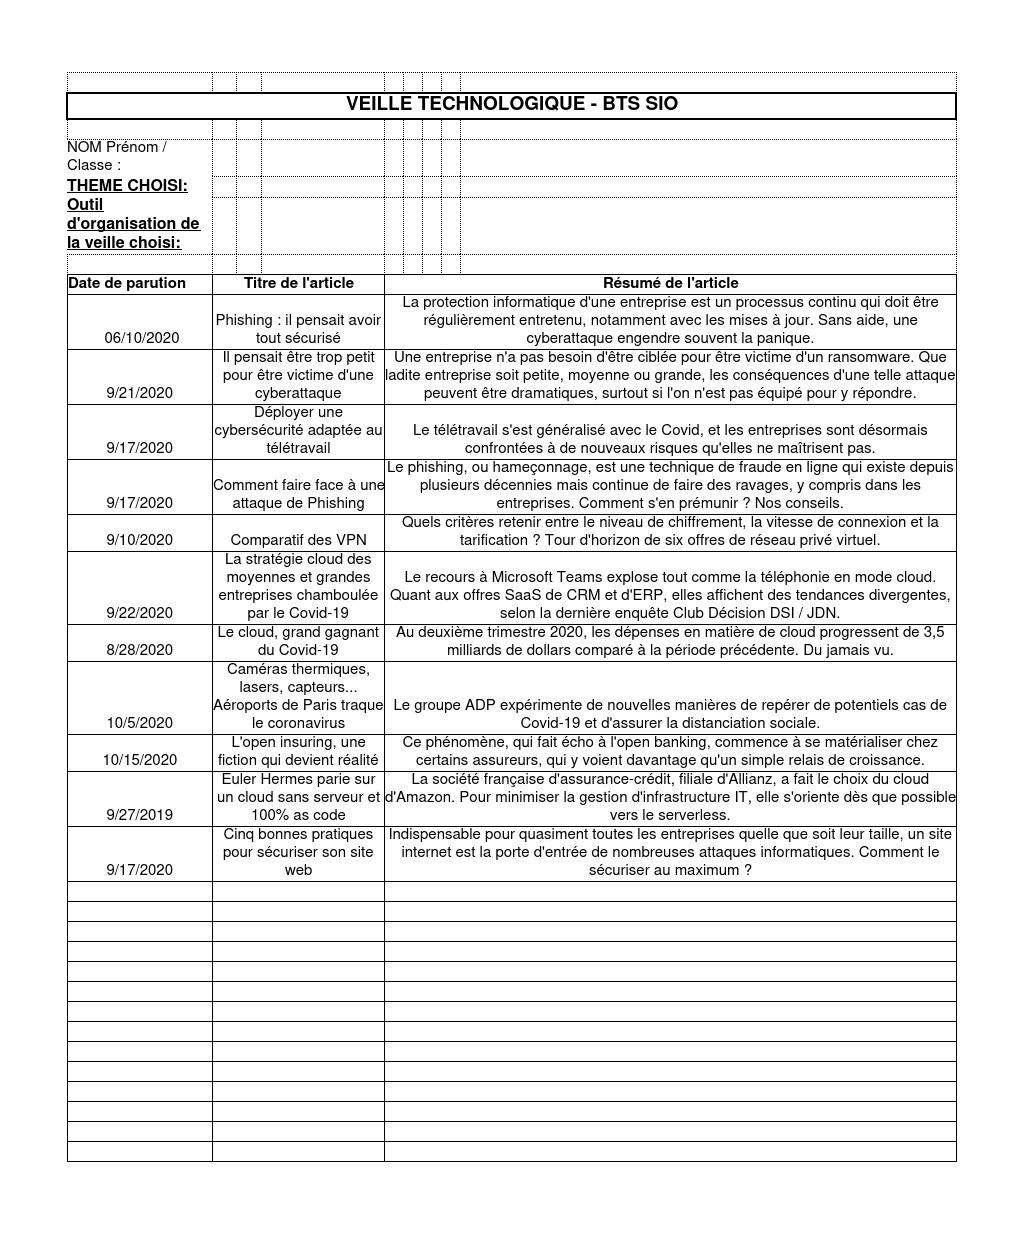 VEILLE TECHNOLOGIQUE - BTS SIO
NOM Prénom /
Classe :
THEME CHOISI:
Outil
d'organisation de
la veille choisi:
Date de parution Titre de l'article Résumé de l'article
06/10/2020
Phishing : il pensait avoir
tout sécurisé
La protection informatique d'une entreprise est un processus continu qui doit être
régulièrement entretenu, notamment avec les mises à jour. Sans aide, une
cyberattaque engendre souvent la panique.
9/21/2020
Il pensait être trop petit
pour être victime d'une
cyberattaque
Une entreprise n'a pas besoin d'être ciblée pour être victime d'un ransomware. Que
ladite entreprise soit petite, moyenne ou grande, les conséquences d'une telle attaque
peuvent être dramatiques, surtout si l'on n'est pas équipé pour y répondre.
9/17/2020
Déployer une
cybersécurité adaptée au
télétravail
Le télétravail s'est généralisé avec le Covid, et les entreprises sont désormais
confrontées à de nouveaux risques qu'elles ne maîtrisent pas.
9/17/2020
Comment faire face à une
attaque de Phishing
Le phishing, ou hameçonnage, est une technique de fraude en ligne qui existe depuis
plusieurs décennies mais continue de faire des ravages, y compris dans les
entreprises. Comment s'en prémunir ? Nos conseils.
9/10/2020
Comparatif des VPN
Quels critères retenir entre le niveau de chiffrement, la vitesse de connexion et la
tarification ? Tour d'horizon de six offres de réseau privé virtuel.
9/22/2020
La stratégie cloud des
moyennes et grandes
entreprises chamboulée
par le Covid-19
Le recours à Microsoft Teams explose tout comme la téléphonie en mode cloud.
Quant aux offres SaaS de CRM et d'ERP, elles affichent des tendances divergentes,
selon la dernière enquête Club Décision DSI / JDN.
8/28/2020
Le cloud, grand gagnant
du Covid-19
Au deuxième trimestre 2020, les dépenses en matière de cloud progressent de 3,5
milliards de dollars comparé à la période précédente. Du jamais vu.
10/5/2020
Caméras thermiques,
lasers, capteurs...
Aéroports de Paris traque
le coronavirus
Le groupe ADP expérimente de nouvelles manières de repérer de potentiels cas de
Covid-19 et d'assurer la distanciation sociale.
10/15/2020
L'open insuring, une
fiction qui devient réalité
Ce phénomène, qui fait écho à l'open banking, commence à se matérialiser chez
certains assureurs, qui y voient davantage qu'un simple relais de croissance.
9/27/2019
Euler Hermes parie sur
un cloud sans serveur et
100% as code
La société française d'assurance-crédit, filiale d'Allianz, a fait le choix du cloud
d'Amazon. Pour minimiser la gestion d'infrastructure IT, elle s'oriente dès que possible
vers le serverless.
9/17/2020
Cinq bonnes pratiques
pour sécuriser son site
web
Indispensable pour quasiment toutes les entreprises quelle que soit leur taille, un site
internet est la porte d'entrée de nombreuses attaques informatiques. Comment le
sécuriser au maximum ?